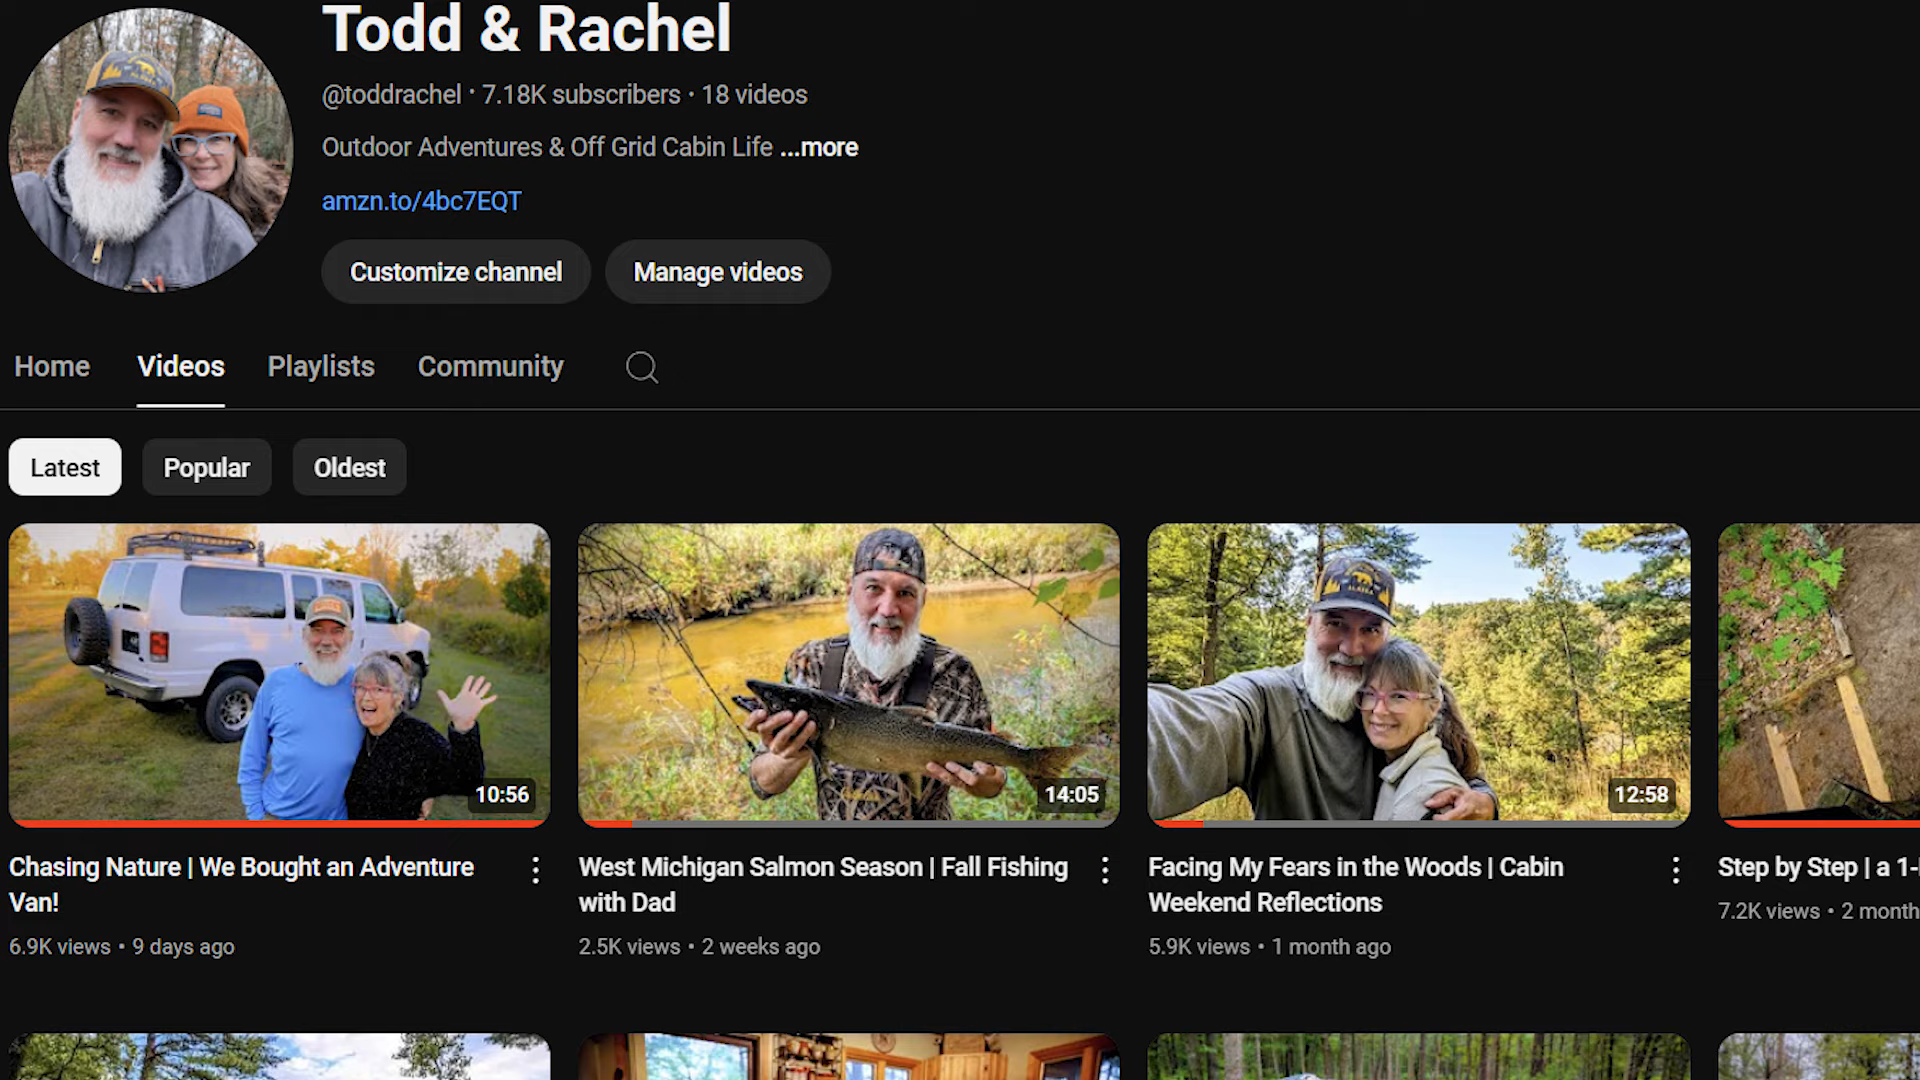 Todd & Rachel
@toddrachel • 7.18K subscribers • 18 videos
Outdoor Adventures & Off Grid Cabin Life ...more
amzn.to/4bc7EQT
Customize channel Manage videos
Home Videos Playlists Community
Latest Popular Oldest
ALASKA
10:56
14:05
12:58
Chasing Nature | We Bought an Adventure
Van!
6.9K views • 9 days ago
West Michigan Salmon Season | Fall Fishing
with Dad
2.5K views • 2 weeks ago
Facing My Fears in the Woods | Cabin
Weekend Reflections
5.9K views • 1 month ago
Step by Step | a 1-
7.2K views • 2 month